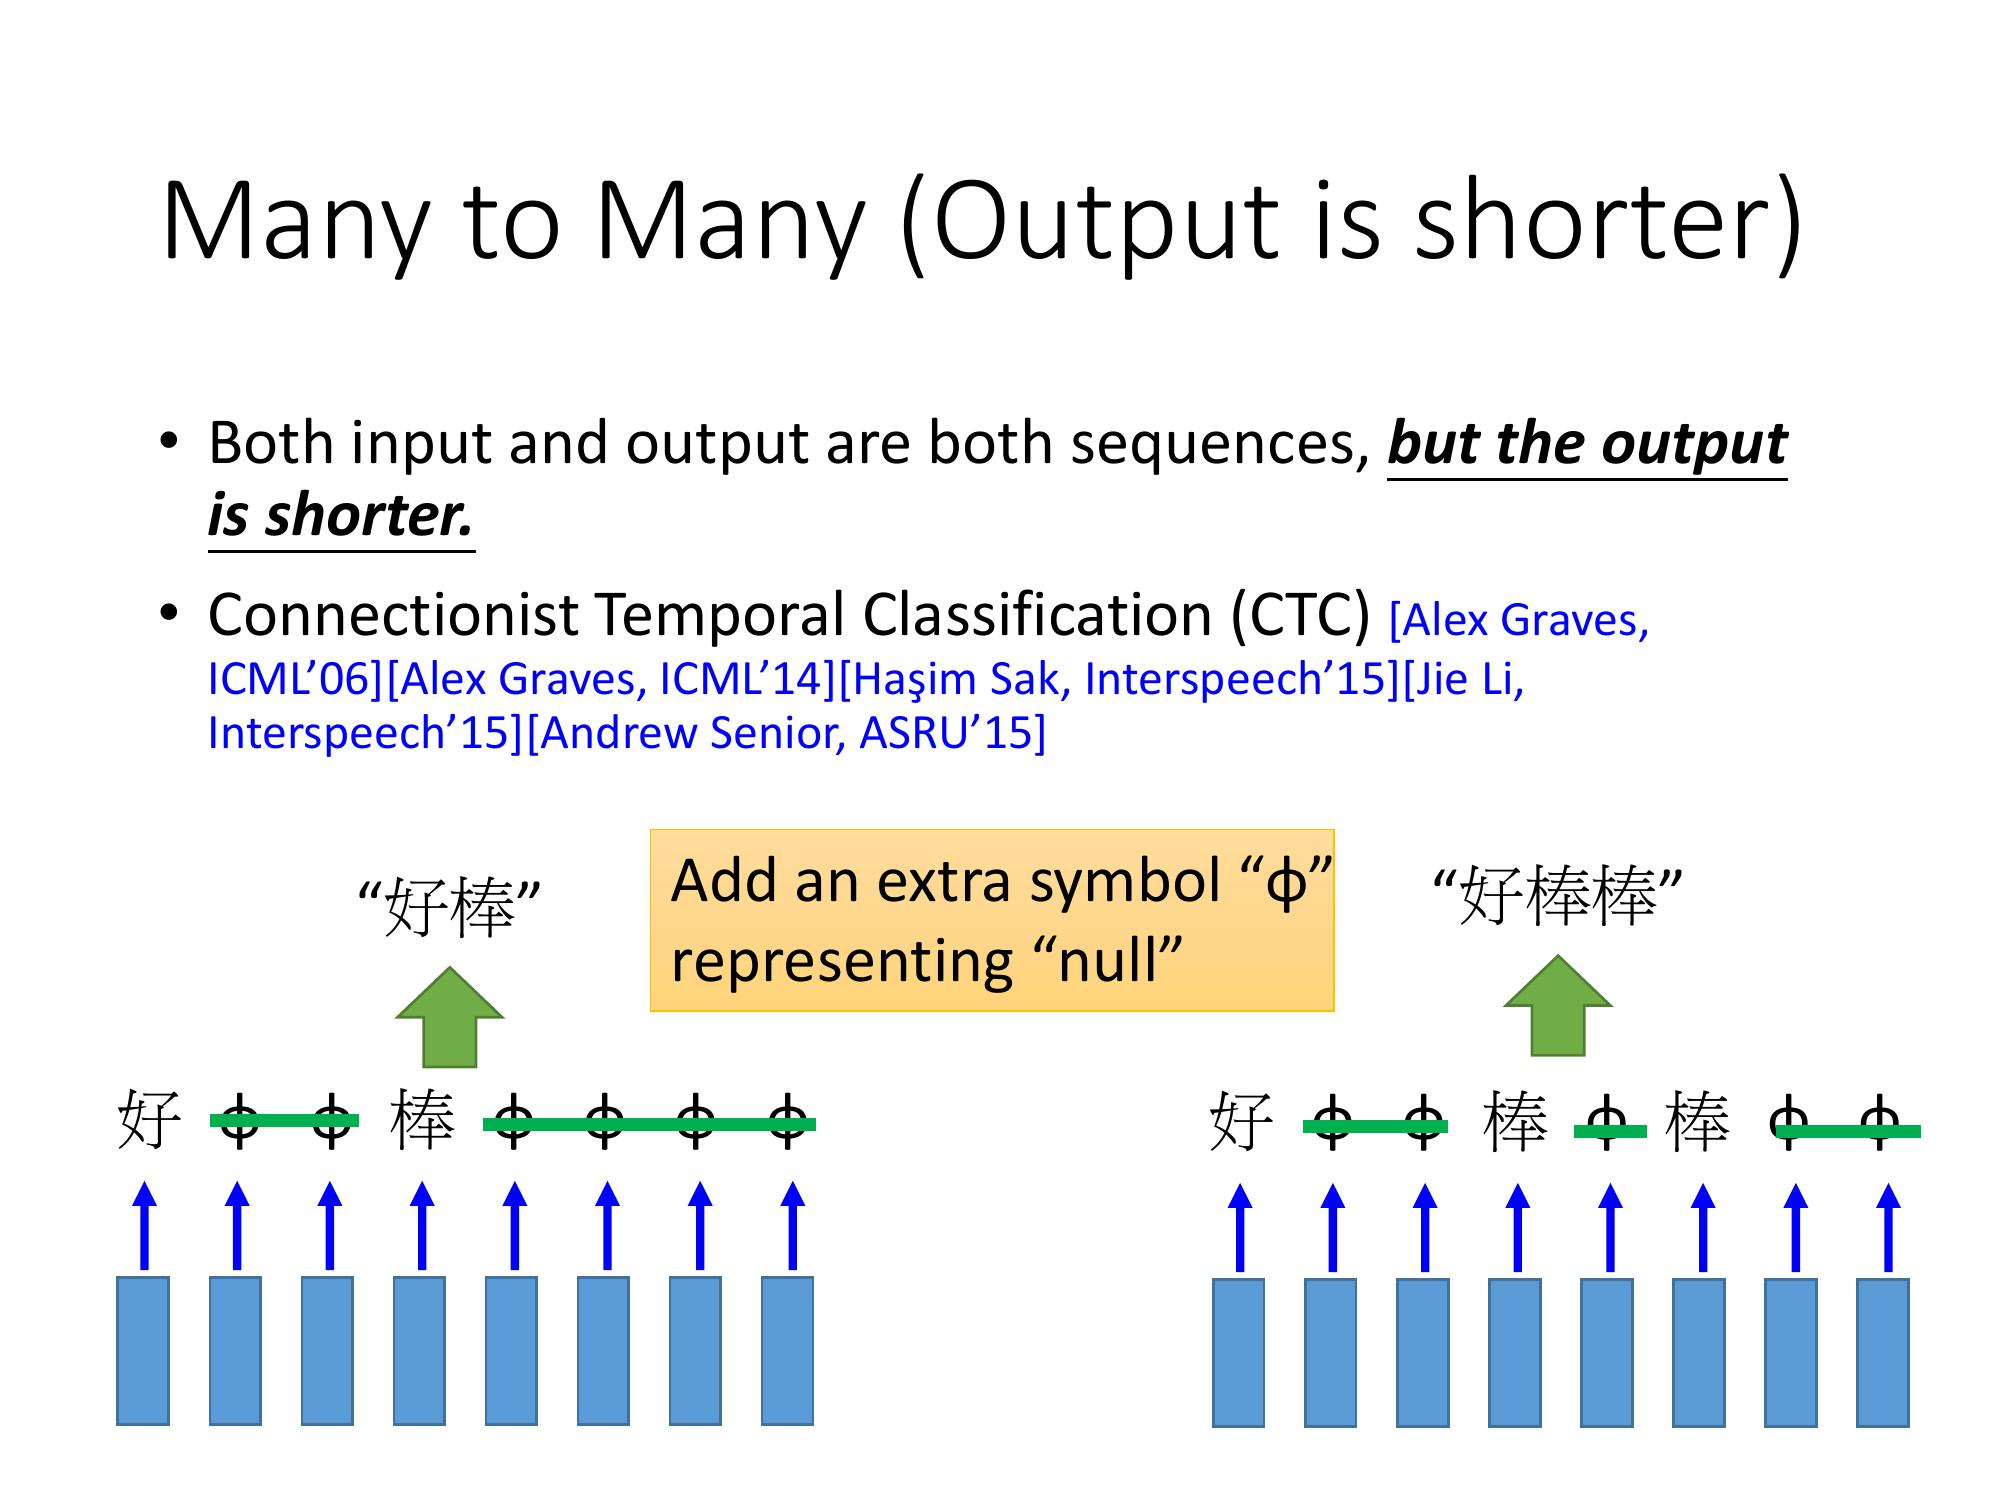 Many to Many (Output is shorter)
• Both input and output are both sequences, but the output
is shorter.
• Connectionist Temporal Classification (CTC) [Alex Graves,
ICML’06][Alex Graves, ICML’14][Haşim Sak, Interspeech’15][Jie Li,
Interspeech’15][Andrew Senior, ASRU’15]
“好棒”
Add an extra symbol “φ”
representing “null”
“好棒棒”
好 φ φ 棒 φ φ φ φ
好 φ φ 棒 φ 棒 φ φ